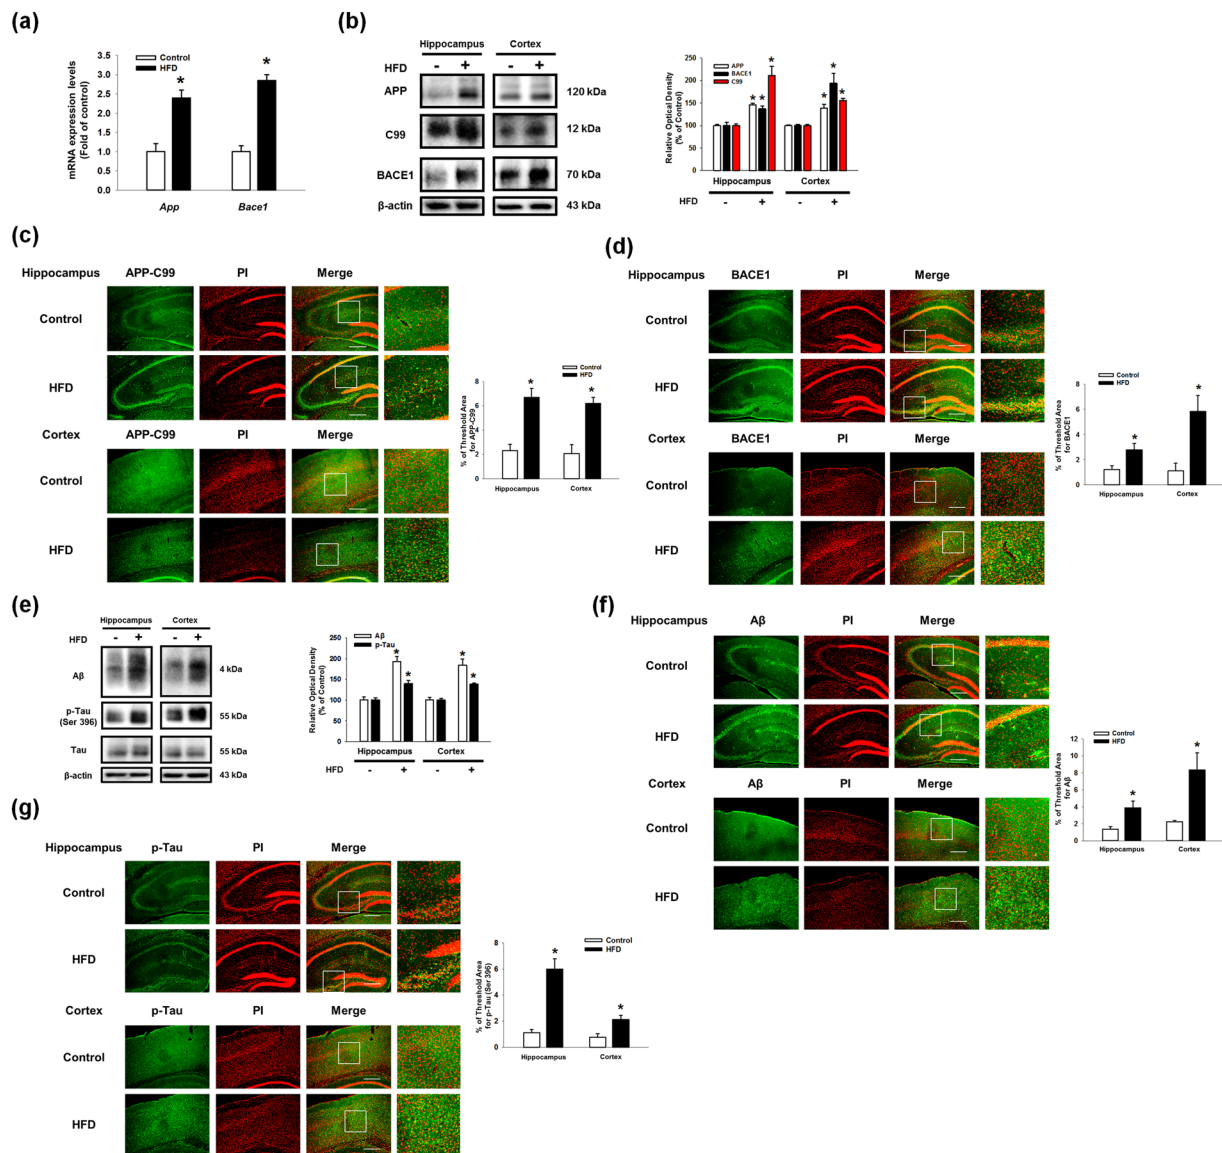 (a)
mRNA expression levels
(Fold of control)
3.5
3.0
2.5
2.0
1.5
1.0
0.5
0.0
Control
HFD
*
*
App
Bace1
(b)
Hippocampus
Cortex
HFD
-
+
-
+
APP
120 kDa
C99
12 kDa
BACE1
70 kDa
β-actin
43 kDa
Relative Optical Density
(% of Control)
250
200
150
100
50
0
APP
BACE1
C99
*
*
*
*
*
*
Hippocampus
Cortex
HFD
-
+
-
+
(c)
Hippocampus
APP-C99
PI
Merge
Control
HFD
Cortex
APP-C99
PI
Merge
Control
HFD
% of Threshold Area
for APP-C99
8
6
4
2
0
Control
HFD
*
*
Hippocampus
Cortex
(d)
Hippocampus
BACE1
PI
Merge
Control
HFD
Cortex
BACE1
PI
Merge
Control
HFD
% of Threshold Area
for BACE1
8
6
4
2
0
Control
HFD
*
*
Hippocampus
Cortex
(e)
Hippocampus
Cortex
HFD
-
+
-
+
Aβ
4 kDa
p-Tau
(Ser 396)
55 kDa
Tau
55 kDa
β-actin
43 kDa
Relative Optical Density
(% of Control)
250
200
150
100
50
0
Aβ
p-Tau
*
*
*
*
Hippocampus
Cortex
HFD
-
+
-
+
(f)
Hippocampus
Aβ
PI
Merge
Control
HFD
Cortex
Aβ
PI
Merge
Control
HFD
% of Threshold Area
for Aβ
12
10
8
6
4
2
0
Control
HFD
*
*
Hippocampus
Cortex
(g)
Hippocampus
p-Tau
PI
Merge
Control
HFD
Cortex
p-Tau
PI
Merge
Control
HFD
% of Threshold Area
for p-Tau (Ser 396)
8
6
4
2
0
Control
HFD
*
*
Hippocampus
Cortex